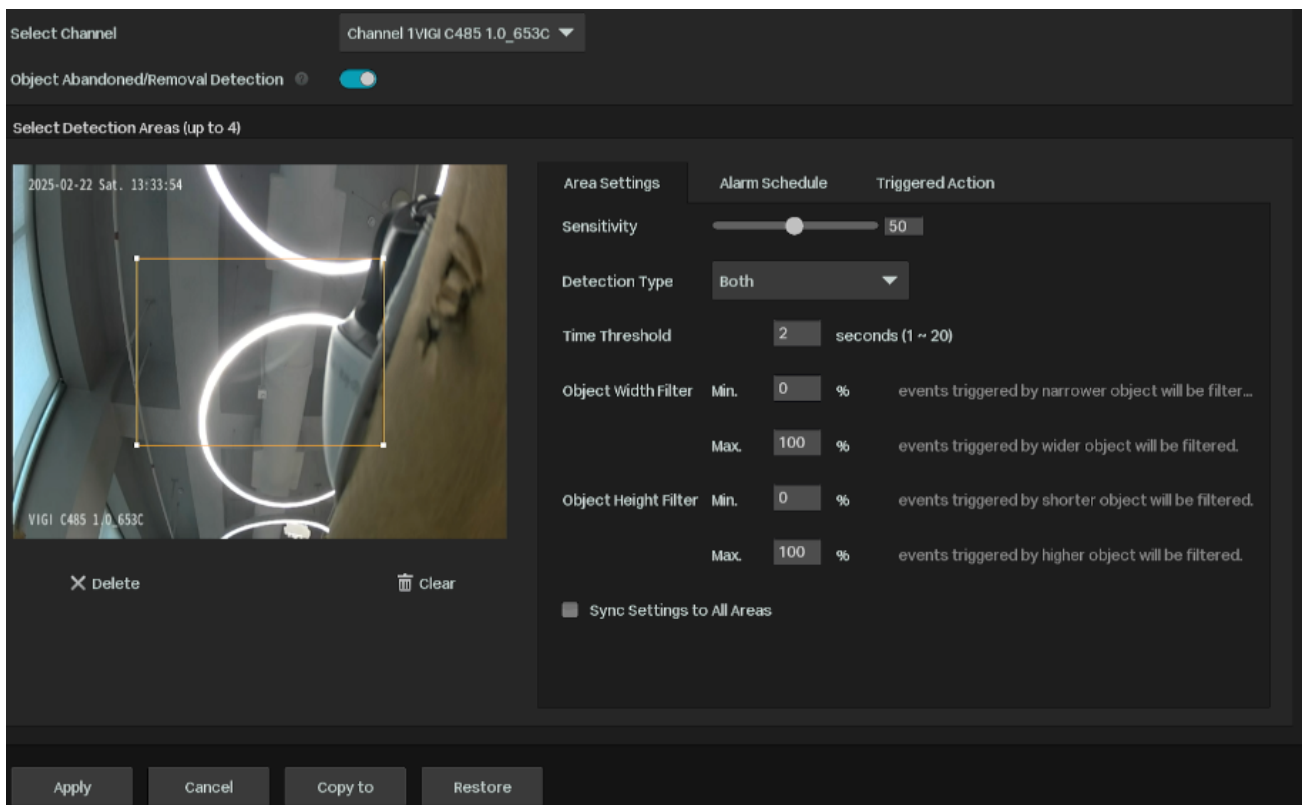 Select Channel Channel 1VIGI C485 1.0_653C
Object Abandoned/Removal Detection ?
Select Detection Areas (up to 4)
2025-02-22 Sat. 13:33:54
VIGI C485 1.0_653C
Delete Clear
Area Settings Alarm Schedule Triggered Action
Sensitivity 50
Detection Type Both
Time Threshold 2 seconds (1 ~ 20)
Object Width Filter Min. 0 % events triggered by narrower object will be filter...
Max. 100 % events triggered by wider object will be filtered.
Object Height Filter Min. 0 % events triggered by shorter object will be filtered.
Max. 100 % events triggered by higher object will be filtered.
Sync Settings to All Areas
Apply Cancel Copy to Restore